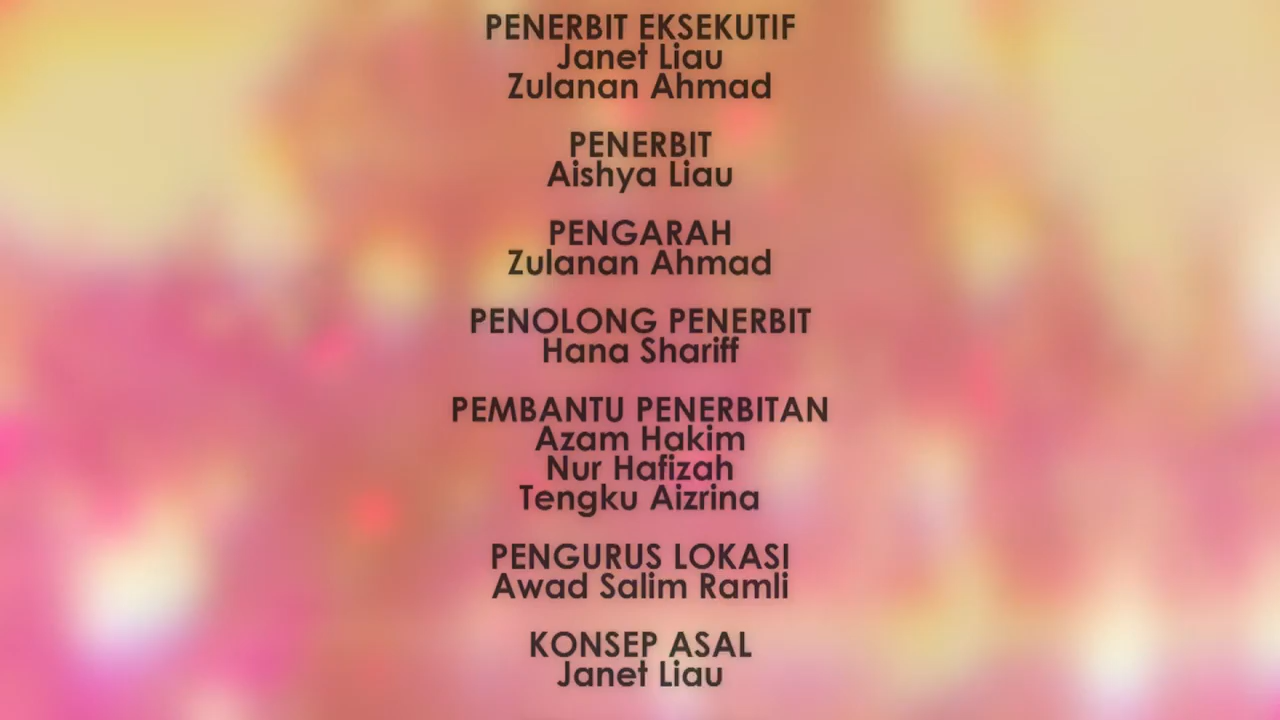 PENERBIT EKSEKUTIF
Janet Liau
Zulanan Ahmad
PENERBIT
Aishya Liau
PENGARAH
Zulanan Ahmad
PENOLONG PENERBIT
Hana Shariff
PEMBANTU PENERBITAN
Azam Hakim
Nur Hafizah
Tengku Aizrina
PENGURUS LOKASI
Awad Salim Ramli
KONSEP ASAL
Janet Liau